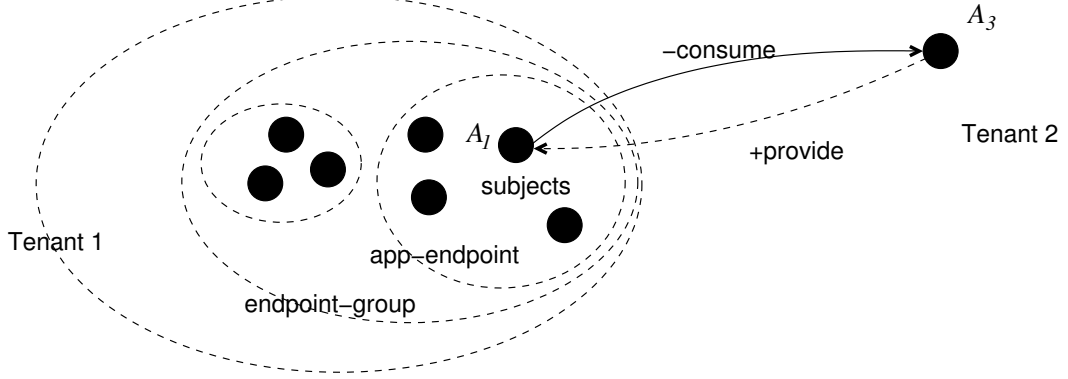 A3
−consume
Tenant 2
A1
+provide
subjects
Tenant 1
app−endpoint
endpoint−group